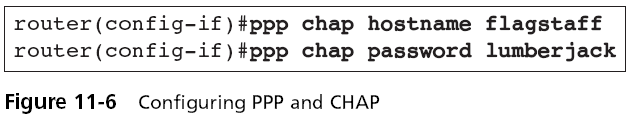 router(config-if)#ppp chap hostname flagstaff
router(config-if)#ppp chap password lumberjack
Figure 11-6 Configuring PPP and CHAP